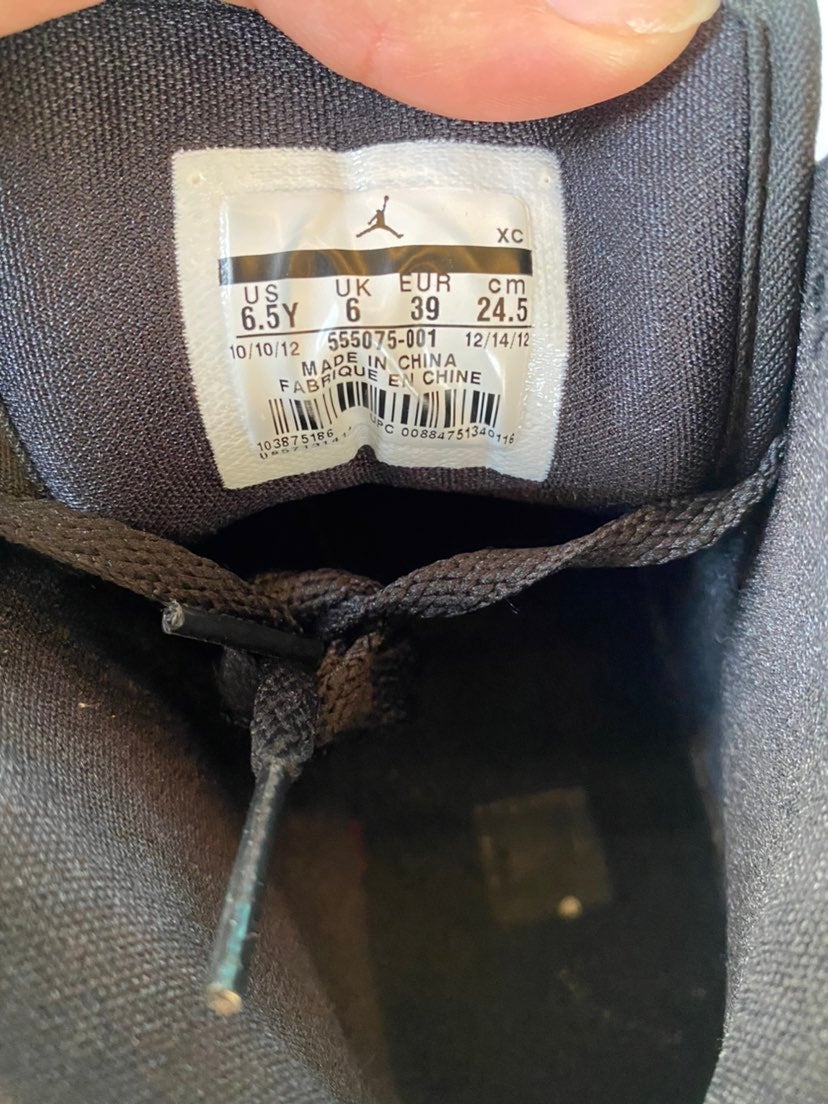 XC
US UK EUR cm
6.5Y 6 39 24.5
10/10/12 555075-001 12/14/12
MADE IN CHINA
FABRIQUE EN CHINE
103875186 UPC 00884751340116